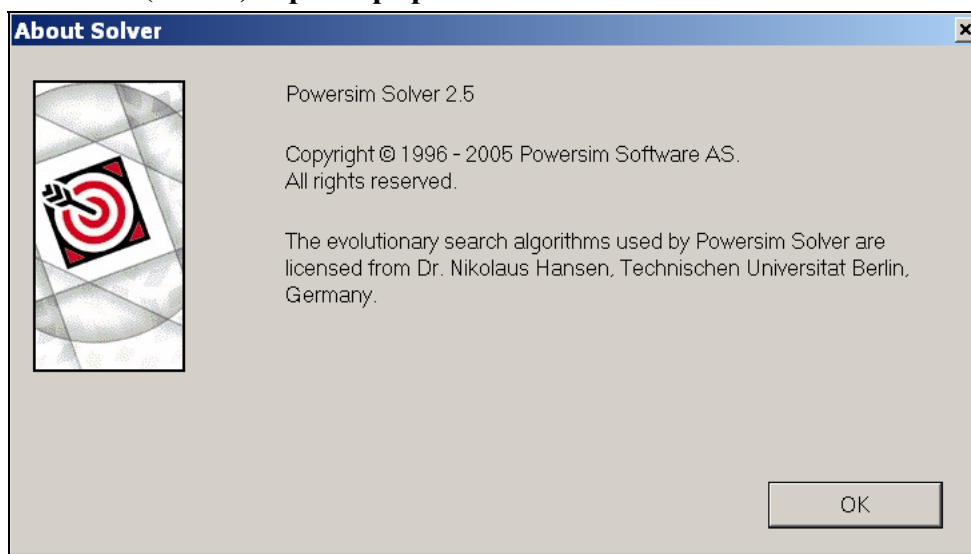 About Solver
Powersim Solver 2.5
Copyright © 1996 - 2005 Powersim Software AS.
All rights reserved.
The evolutionary search algorithms used by Powersim Solver are
licensed from Dr. Nikolaus Hansen, Technischen Universitat Berlin,
Germany.
OK